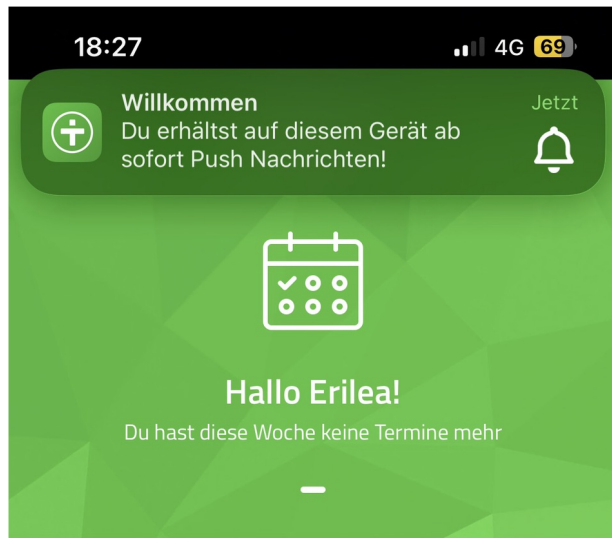 18:27
4G 69
Willkommen
Jetzt
Du erhältst auf diesem Gerät ab
sofort Push Nachrichten!
Hallo Erilea!
Du hast diese Woche keine Termine mehr